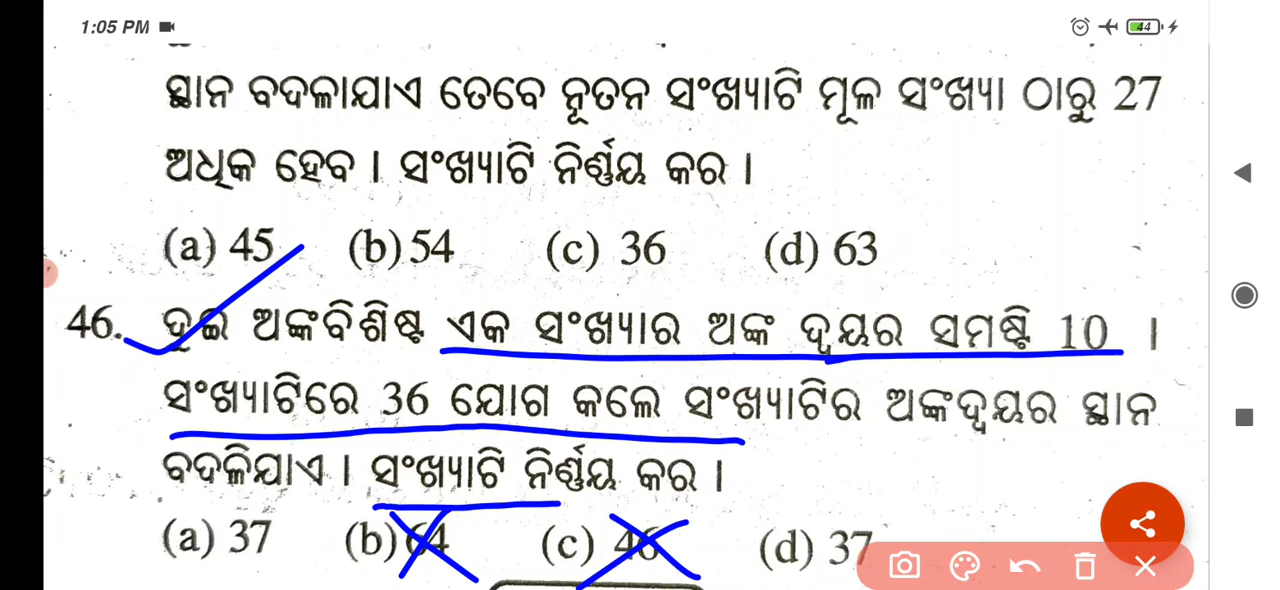 1:05 PM
44
ସ୍ଥାନ ବଦଳାଯାଏ ତେବେ ନୂତନ ସଂଖ୍ୟାଟି ମୂଳ ସଂଖ୍ୟା ଠାରୁ 27
ଅଧିକ ହେବ । ସଂଖ୍ୟାଟି ନିର୍ଣ୍ଣୟ କର ।
(a) 45 (b) 54 (c) 36 (d) 63
46. ଦୁଇ ଅଙ୍କବିଶିଷ୍ଟ ଏକ ସଂଖ୍ୟାର ଅଙ୍କ ଦ୍ୱୟର ସମଷ୍ଟି 10 ।
ସଂଖ୍ୟାଟିରେ 36 ଯୋଗ କଲେ ସଂଖ୍ୟାଟିର ଅଙ୍କଦ୍ୱୟର ସ୍ଥାନ
ବଦଳିଯାଏ । ସଂଖ୍ୟାଟି ନିର୍ଣ୍ଣୟ କର ।
(a) 37 (b) 64 (c) 46 (d) 37